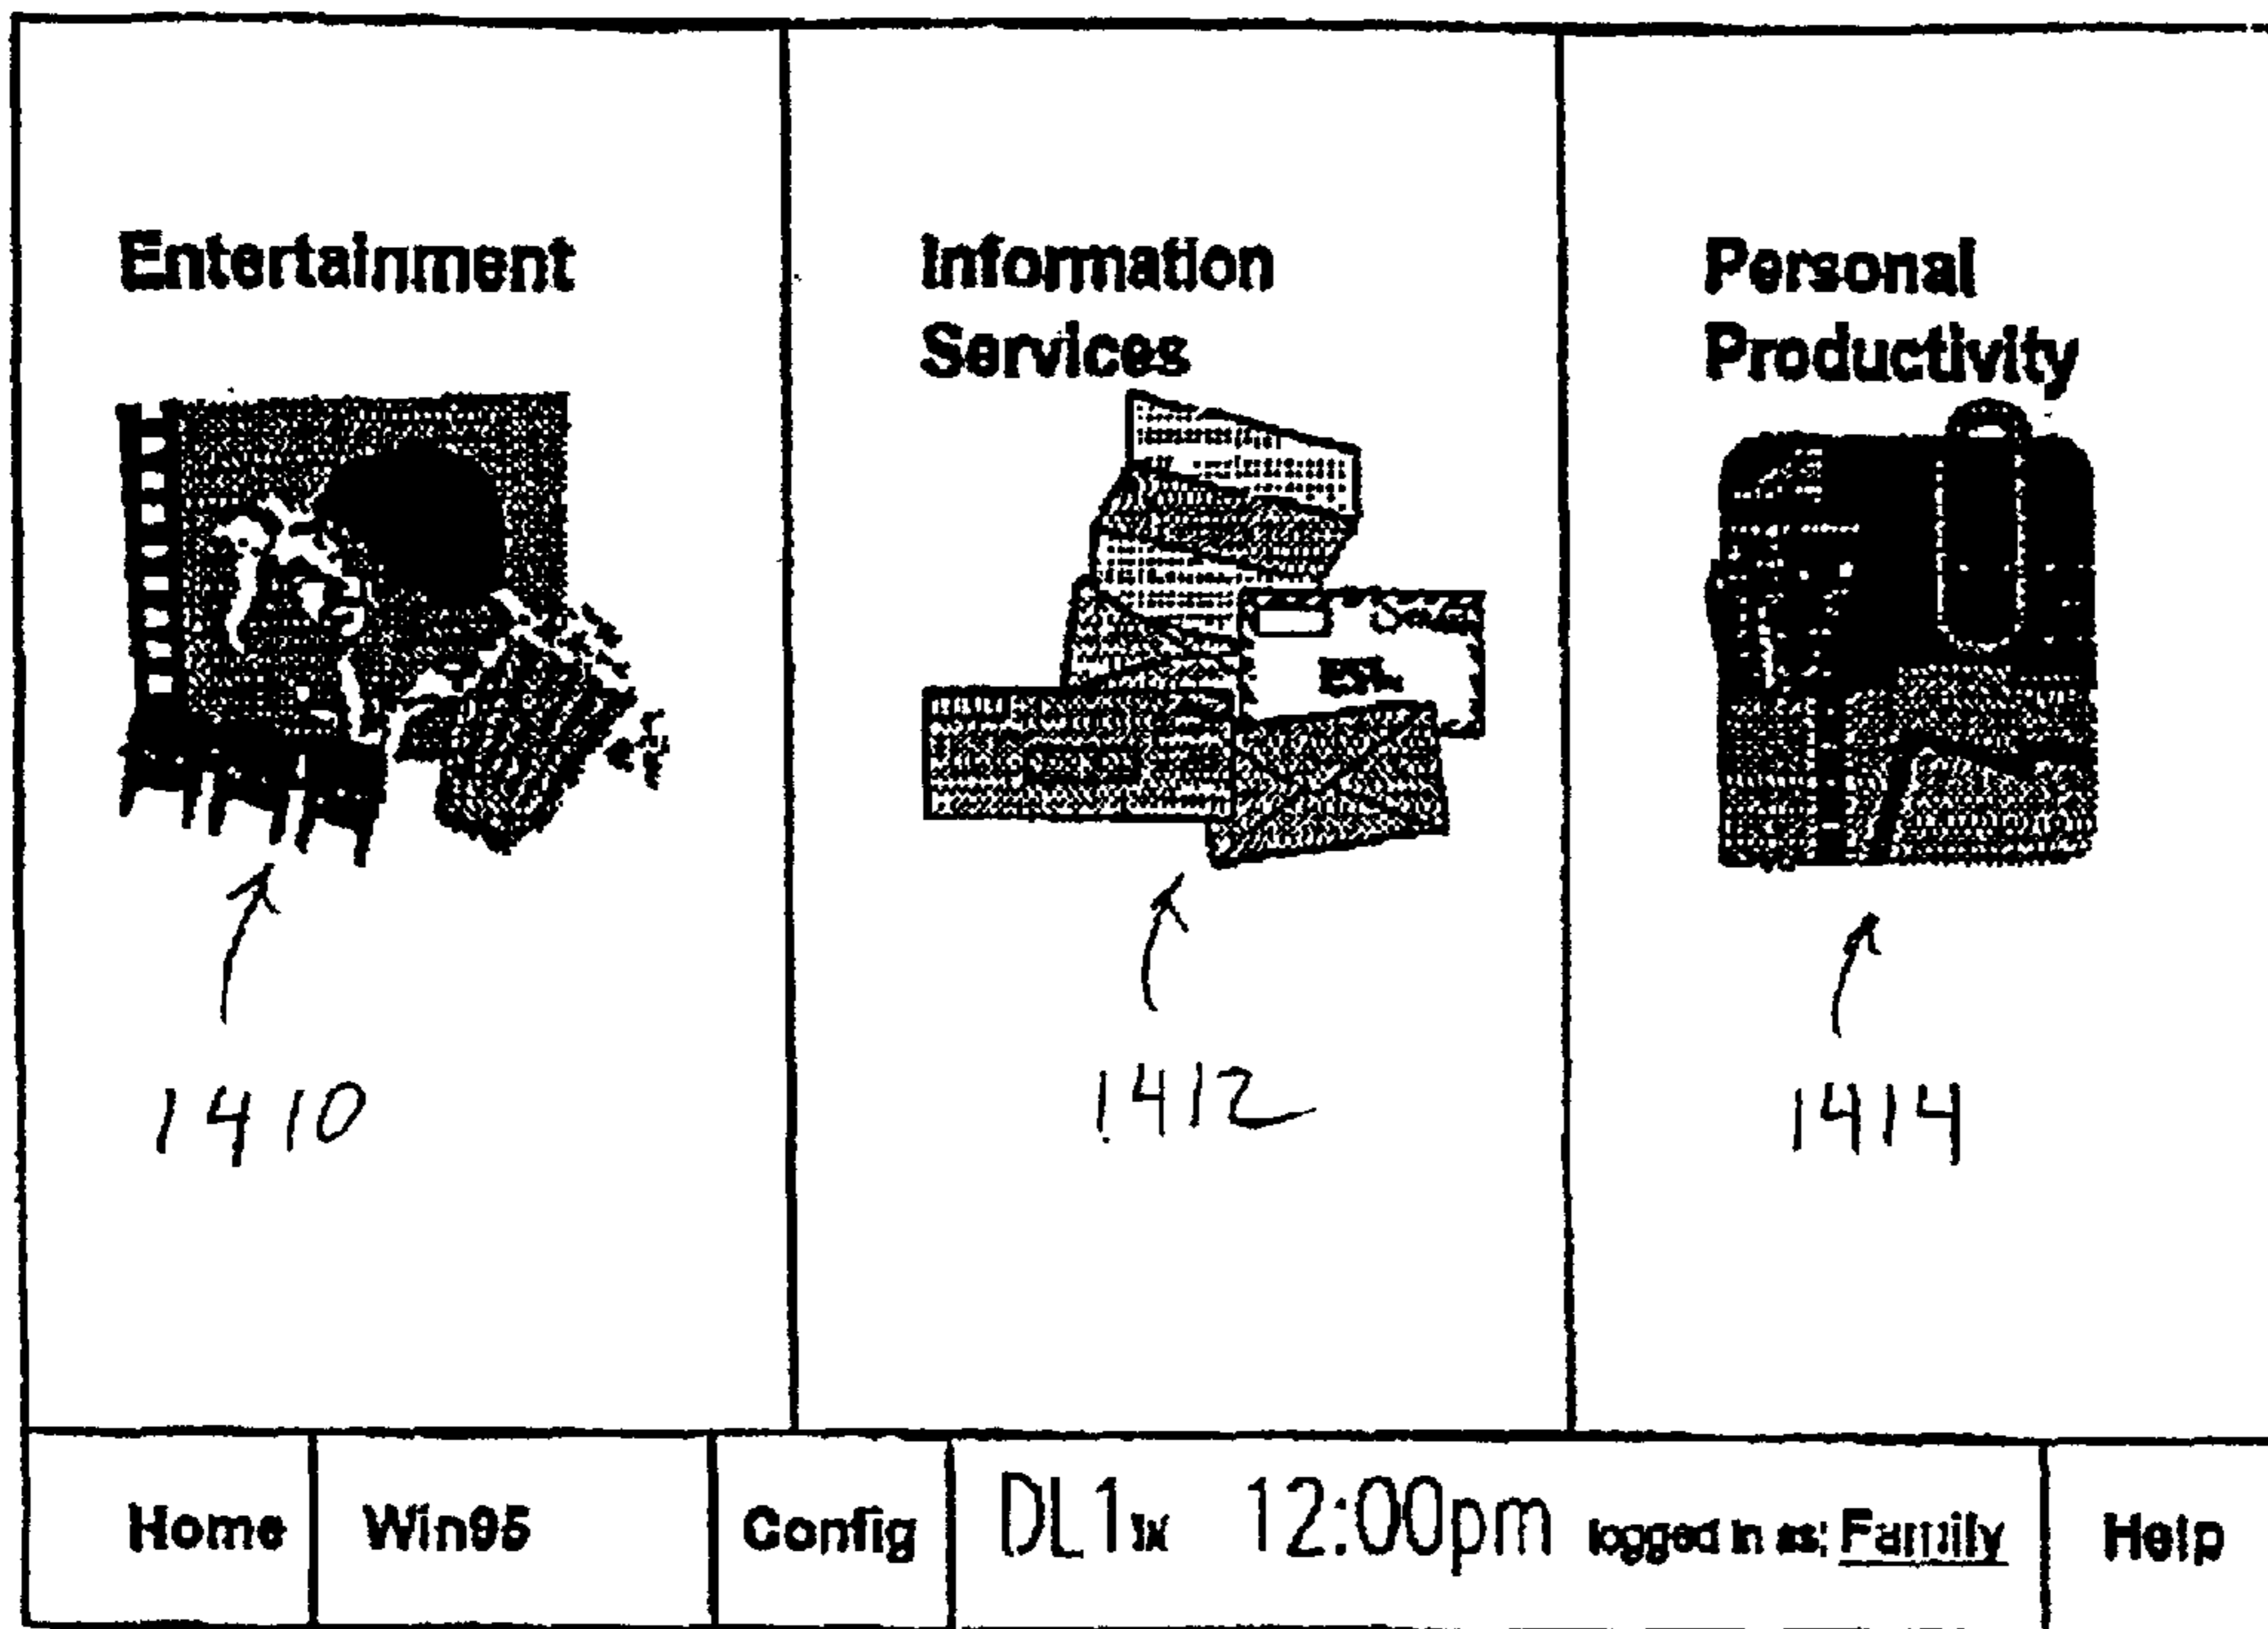 Entertainment
Information
Services
Personal
Productivity
1410
1412
1414
Home
Win95
Config
DL1
12:00pm
logged in as: Family
Help